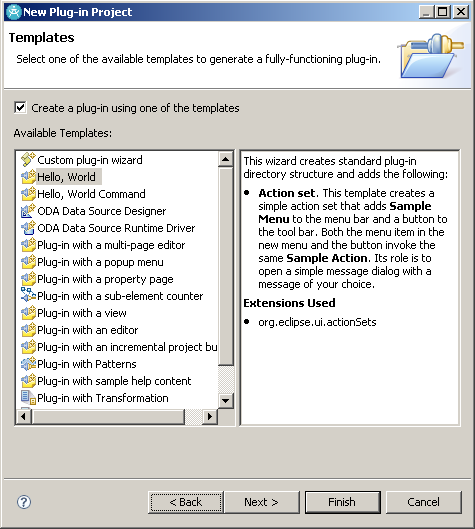 New Plug-in Project
Templates
Select one of the available templates to generate a fully-functioning plug-in.
Create a plug-in using one of the templates
Available Templates:
Custom plug-in wizard
Hello, World
Hello, World Command
ODA Data Source Designer
ODA Data Source Runtime Driver
Plug-in with a multi-page editor
Plug-in with a popup menu
Plug-in with a property page
Plug-in with a sub-element counter
Plug-in with a view
Plug-in with an editor
Plug-in with an incremental project bu
Plug-in with Patterns
Plug-in with sample help content
Plug-in with Transformation
This wizard creates standard plug-in
directory structure and adds the following:
• Action set. This template creates a
simple action set that adds Sample
Menu to the menu bar and a button to
the tool bar. Both the menu item in the
new menu and the button invoke the
same Sample Action. Its role is to
open a simple message dialog with a
message of your choice.
Extensions Used
• org.eclipse.ui.actionSets
?
< Back
Next >
Finish
Cancel